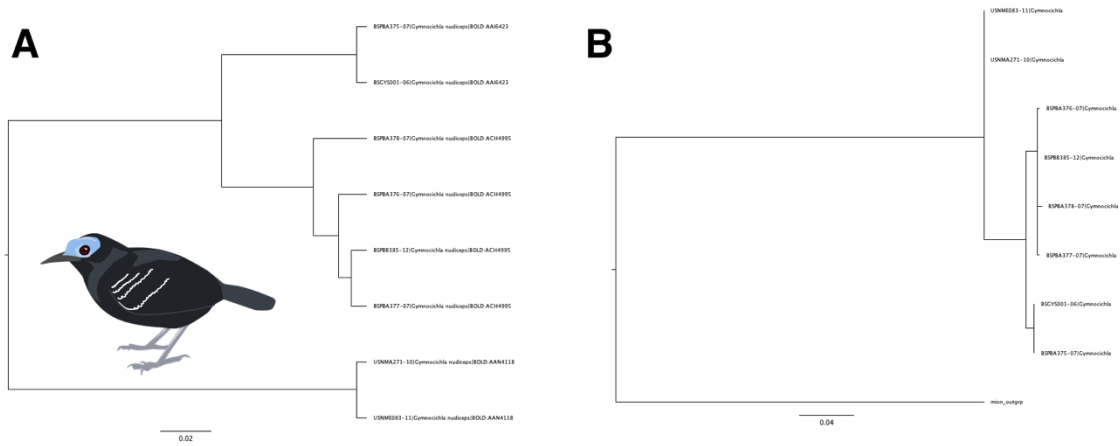 A
BSPBA375-07|Gymnocichla nudiceps|BOLD:AAI6423
BSGYS001-06|Gymnocichla nudiceps|BOLD:AAI6423
BSPBA378-07|Gymnocichla nudiceps|BOLD:ACH4995
BSPBA376-07|Gymnocichla nudiceps|BOLD:ACH4995
BSPBB385-12|Gymnocichla nudiceps|BOLD:ACH4995
BSPBA377-07|Gymnocichla nudiceps|BOLD:ACH4995
USNMA271-10|Gymnocichla nudiceps|BOLD:AAN4118
USNME083-11|Gymnocichla nudiceps|BOLD:AAN4118
0.02
B
USNME083-11|Gymnocichla
USNMA271-10|Gymnocichla
BSPBA376-07|Gymnocichla
BSPBB385-12|Gymnocichla
BSPBA378-07|Gymnocichla
BSPBA377-07|Gymnocichla
BSGYS001-06|Gymnocichla
BSPBA375-07|Gymnocichla
mion_outgrp
0.04